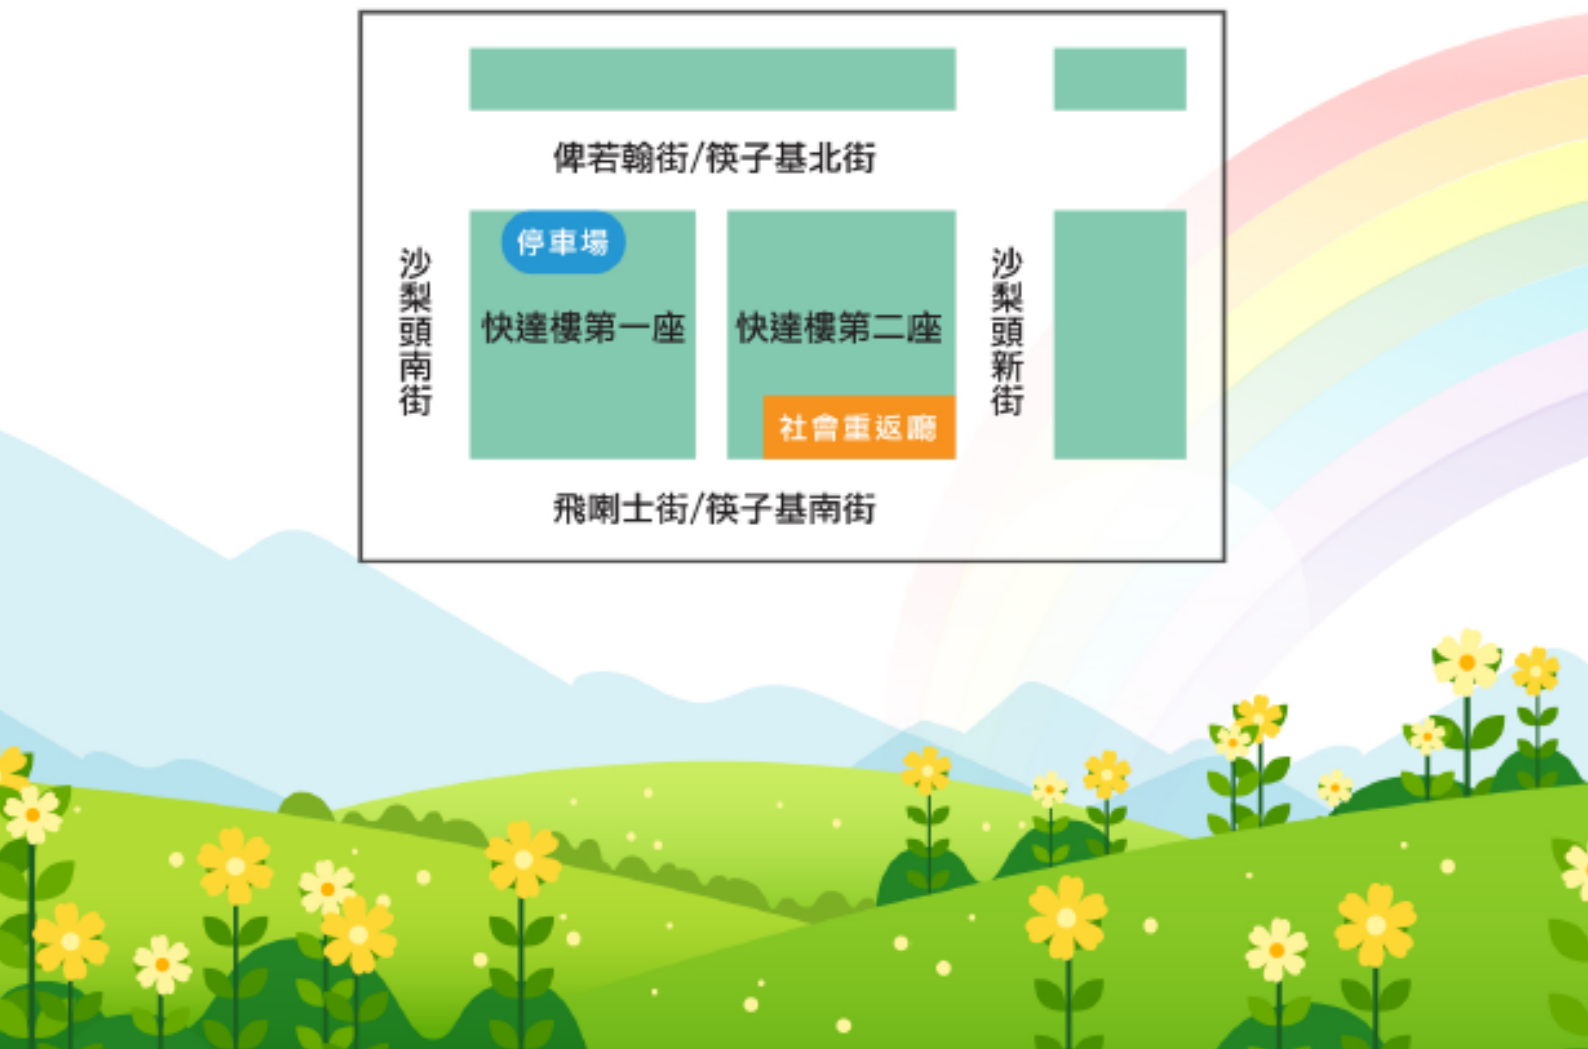 俾若翰街/筷子基北街
停車場
沙梨頭南街
快達樓第一座
快達樓第二座
沙梨頭新街
社會重返廳
飛喇士街/筷子基南街